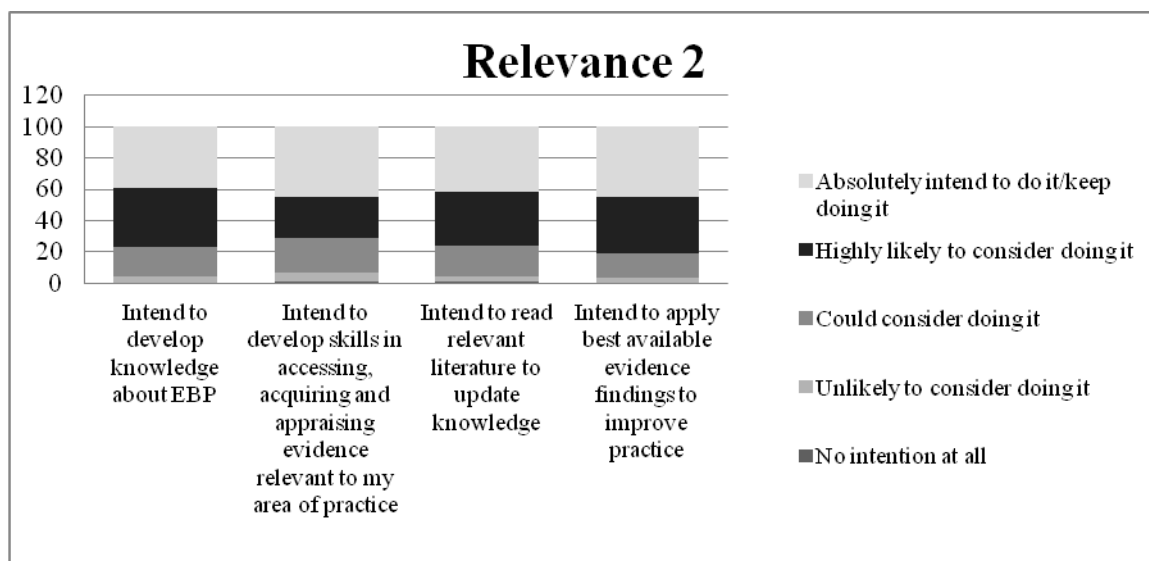 Relevance 2
120
100
80
60
40
20
0
Intend to
develop
knowledge
about EBP
Intend to
develop skills in
accessing,
acquiring and
appraising
evidence
relevant to my
area of practice
Intend to read
relevant
literature to
update
knowledge
Intend to apply
best available
evidence
findings to
improve
practice
Absolutely intend to do it/keep
doing it
Highly likely to consider doing it
Could consider doing it
Unlikely to consider doing it
No intention at all